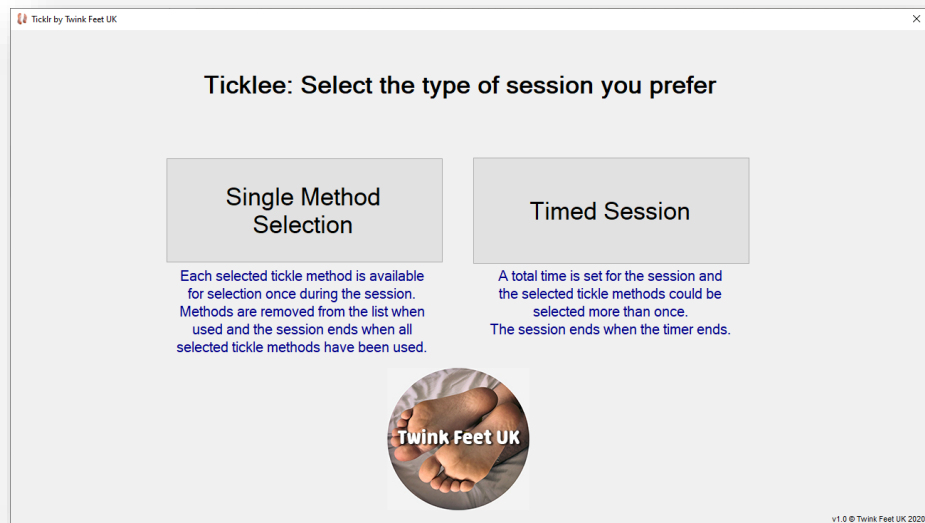 Ticklr by Twink Feet UK
Ticklee: Select the type of session you prefer
Single Method
Selection
Timed Session
Each selected tickle method is available
for selection once during the session.
Methods are removed from the list when
used and the session ends when all
selected tickle methods have been used.
A total time is set for the session and
the selected tickle methods could be
selected more than once.
The session ends when the timer ends.
Twink Feet UK
v1.0 © Twink Feet UK 2020